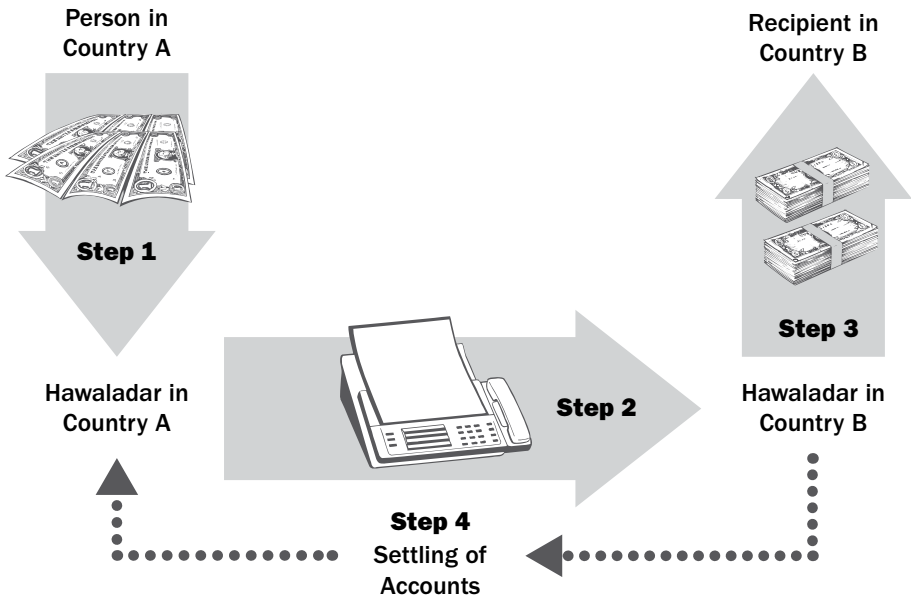 Person in
Country A
Recipient in
Country B
Step 1
Step 3
Hawaladar in
Country A
Step 2
Hawaladar in
Country B
Step 4
Settling of
Accounts